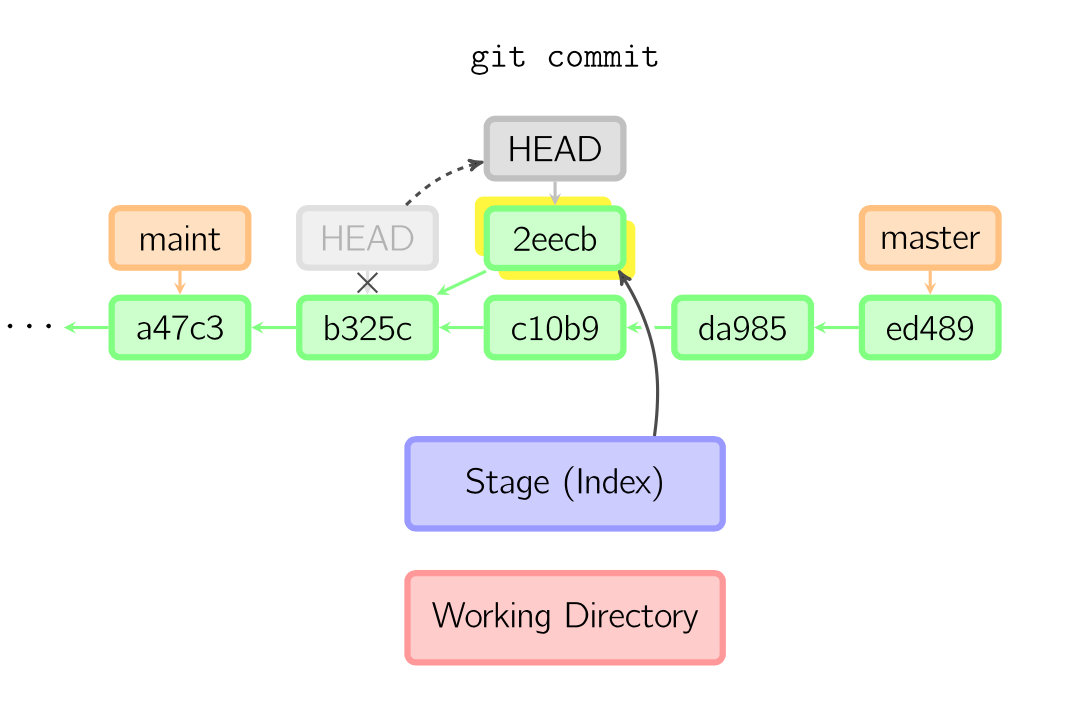 git commit
HEAD
maint
HEAD
2eecb
master
...
a47c3
b325c
c10b9
da985
ed489
Stage (Index)
Working Directory